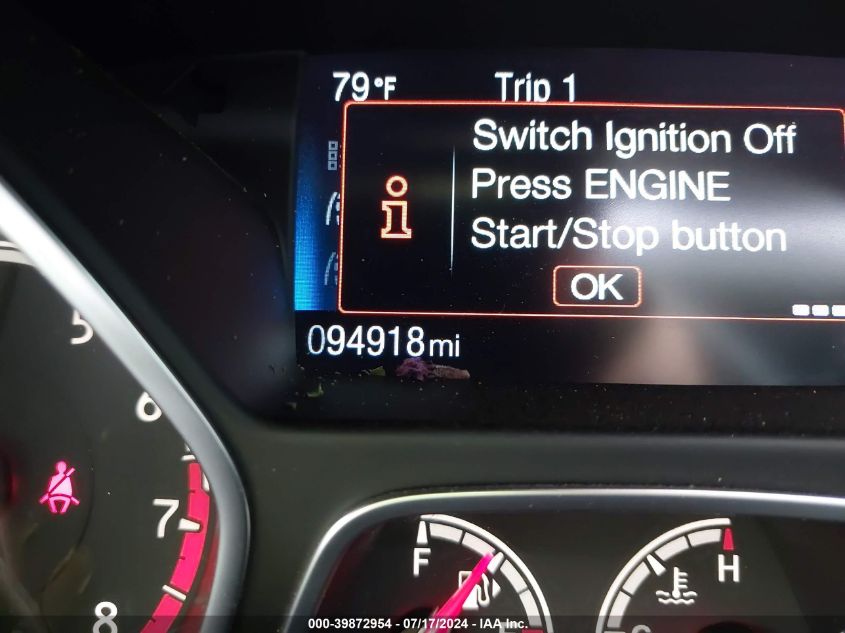 79°F Trip 1
Switch Ignition Off
Press ENGINE
Start/Stop button
OK
094918mi
5
6
7
8
F
H
000-39872954 - 07/17/2024 - IAA Inc.